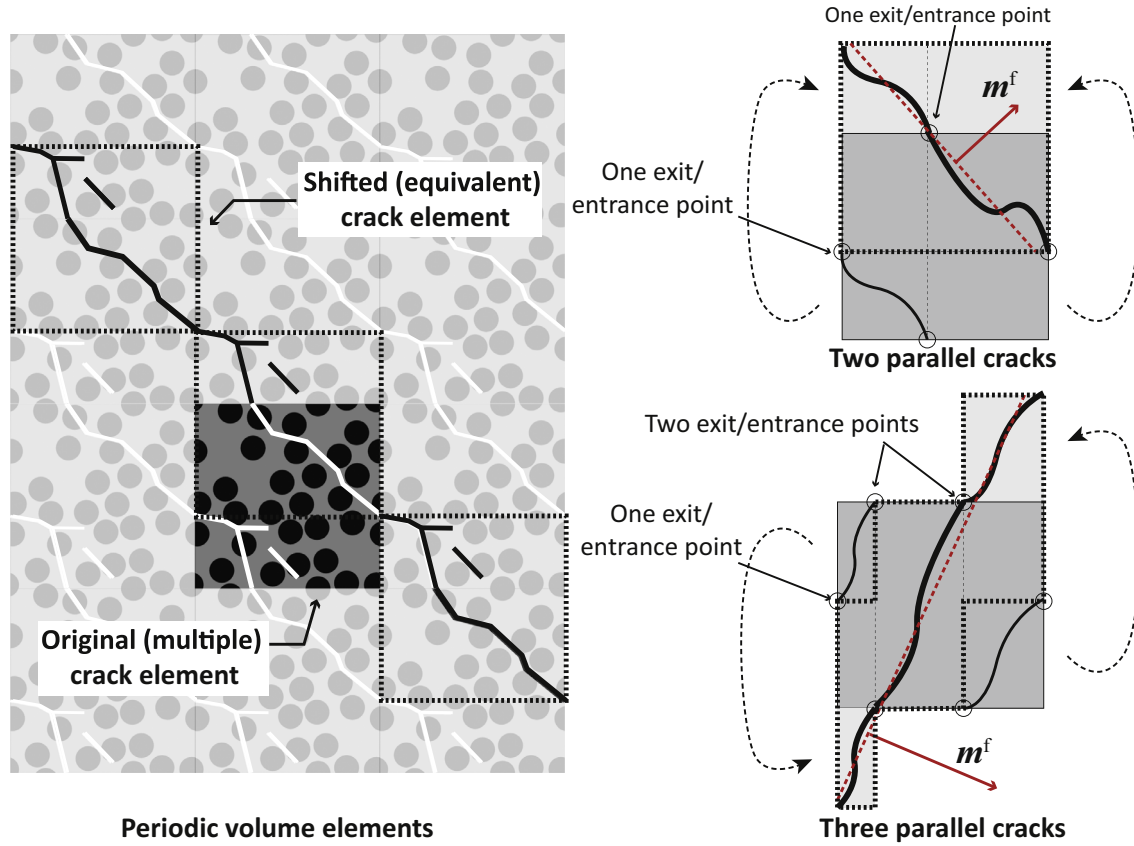 One exit/entrance point
m^f
Shifted (equivalent)
crack element
One exit/
entrance point
Two parallel cracks
Two exit/entrance points
One exit/
entrance point
Original (multiple)
crack element
m^f
Periodic volume elements
Three parallel cracks